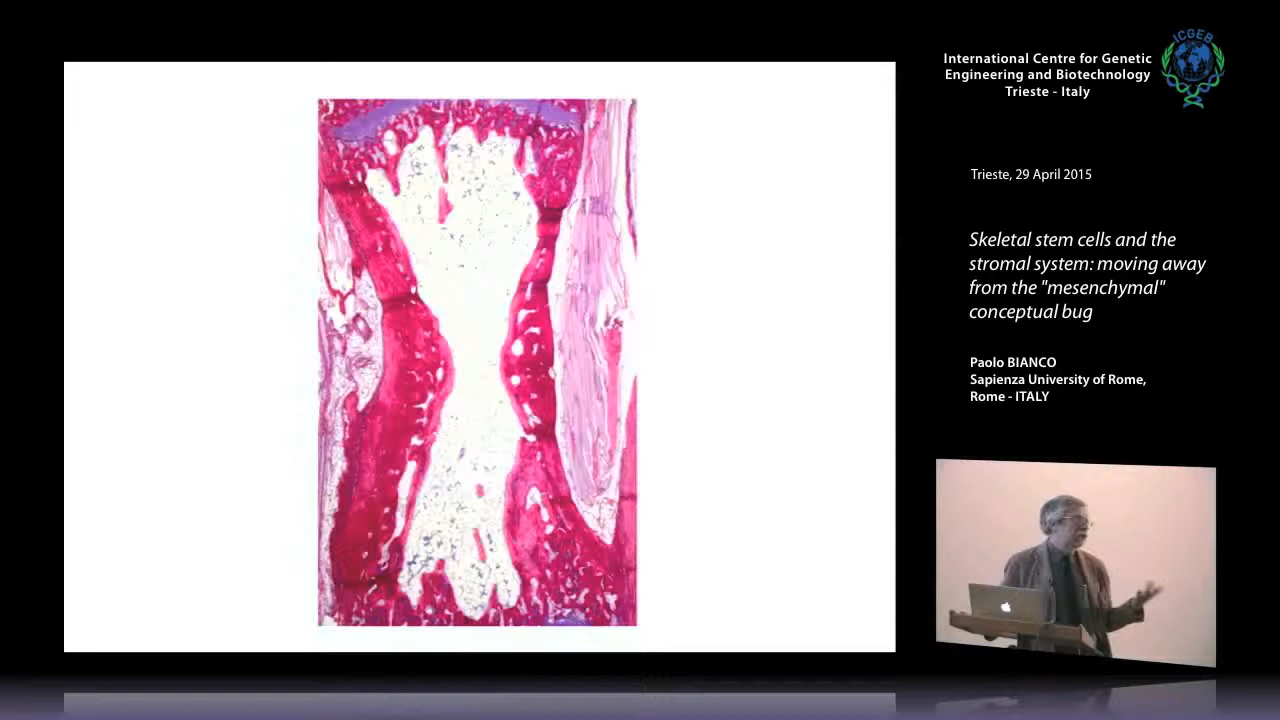 ICGEB
International Centre for Genetic
Engineering and Biotechnology
Trieste - Italy
Trieste, 29 April 2015
Skeletal stem cells and the
stromal system: moving away
from the "mesenchymal"
conceptual bug
Paolo BIANCO
Sapienza University of Rome,
Rome - ITALY